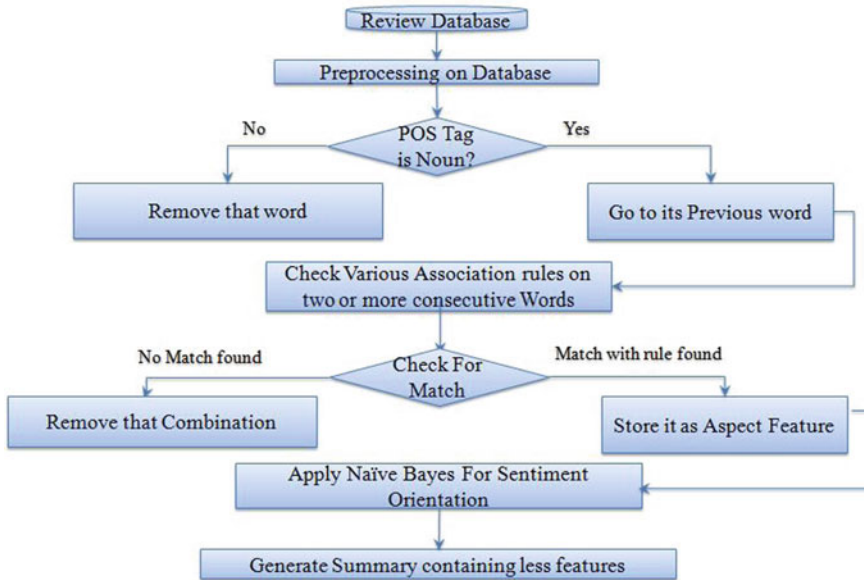 Review Database
Preprocessing on Database
No
POS Tag
is Noun?
Yes
Remove that word
Go to its Previous word
Check Various Association rules on
two or more consecutive Words
No Match found
Check For
Match
Match with rule found
Remove that Combination
Store it as Aspect Feature
Apply Naïve Bayes For Sentiment
Orientation
Generate Summary containing less features